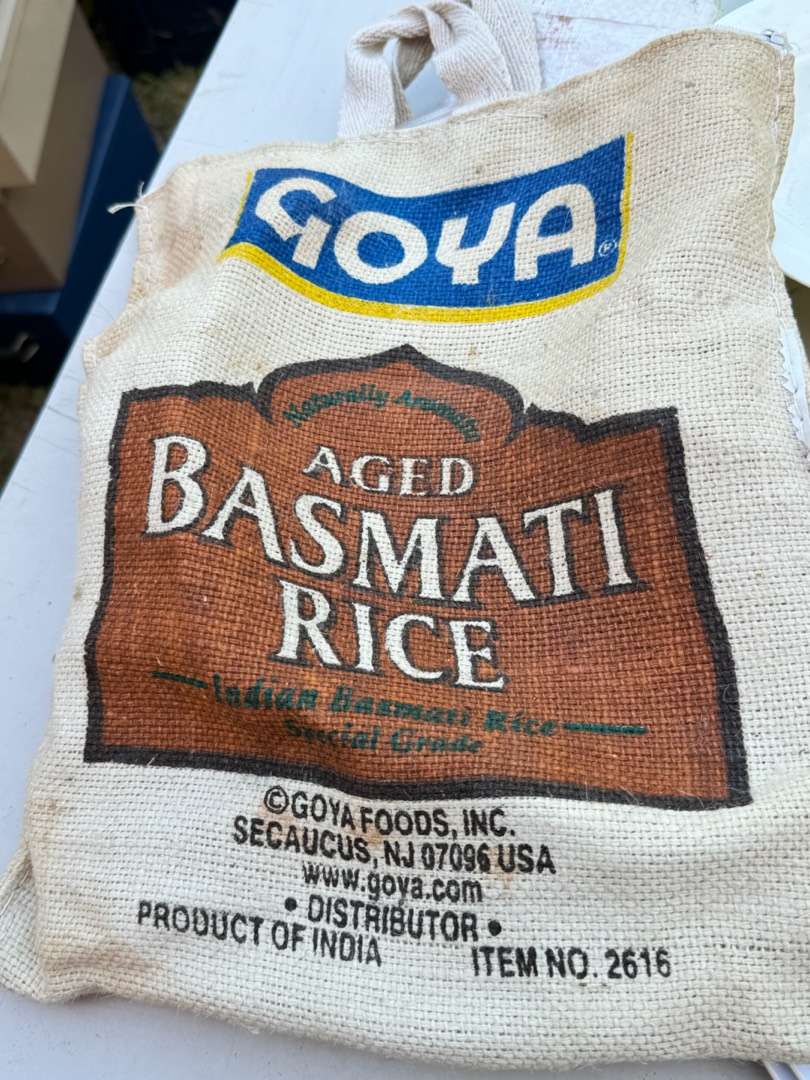 GOYA®
Naturally Aromatic
AGED
BASMATI
RICE
Indian Basmati Rice
Special Grade
©GOYA FOODS, INC.
SECAUCUS, NJ 07096 USA
www.goya.com
• DISTRIBUTOR •
PRODUCT OF INDIA
ITEM NO. 2616